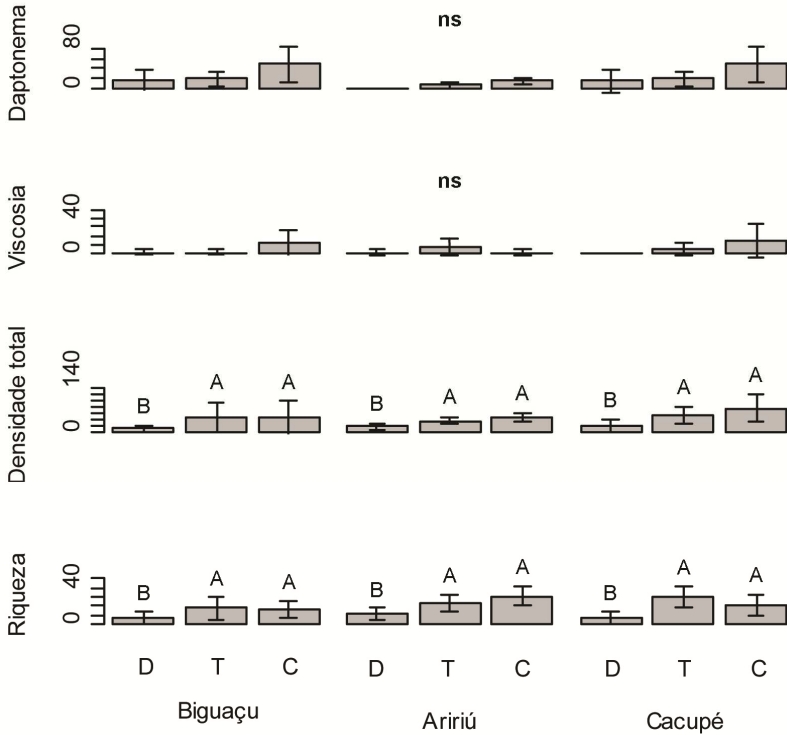 Daptonema
80
0
ns
Viscosia
40
0
ns
Densidade total
140
0
B A A B A A B A A
Riqueza
40
0
B A A B A A B A A
D T C D T C D T C
Biguaçu Aririú Cacupé